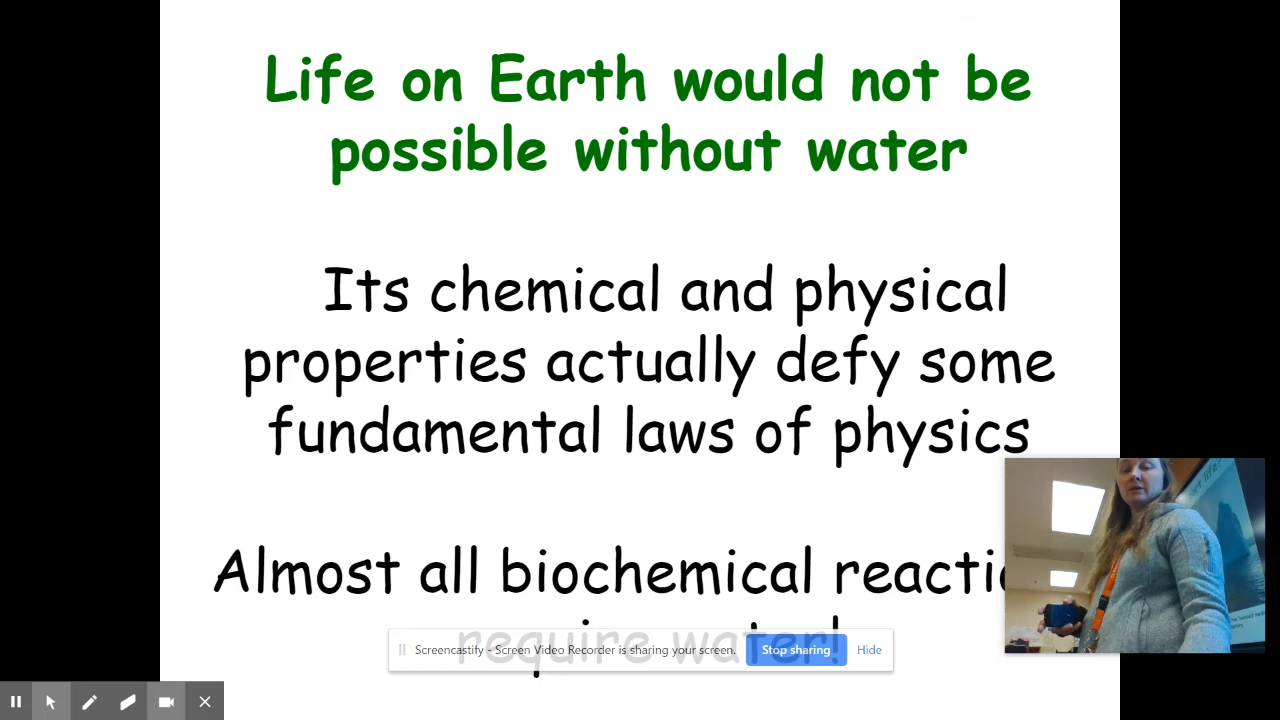 Life on Earth would not be
possible without water
Its chemical and physical
properties actually defy some
fundamental laws of physics
Almost all biochemical
require water!
Screencastify - Screen Video Recorder is sharing your screen.
Stop sharing
Hide